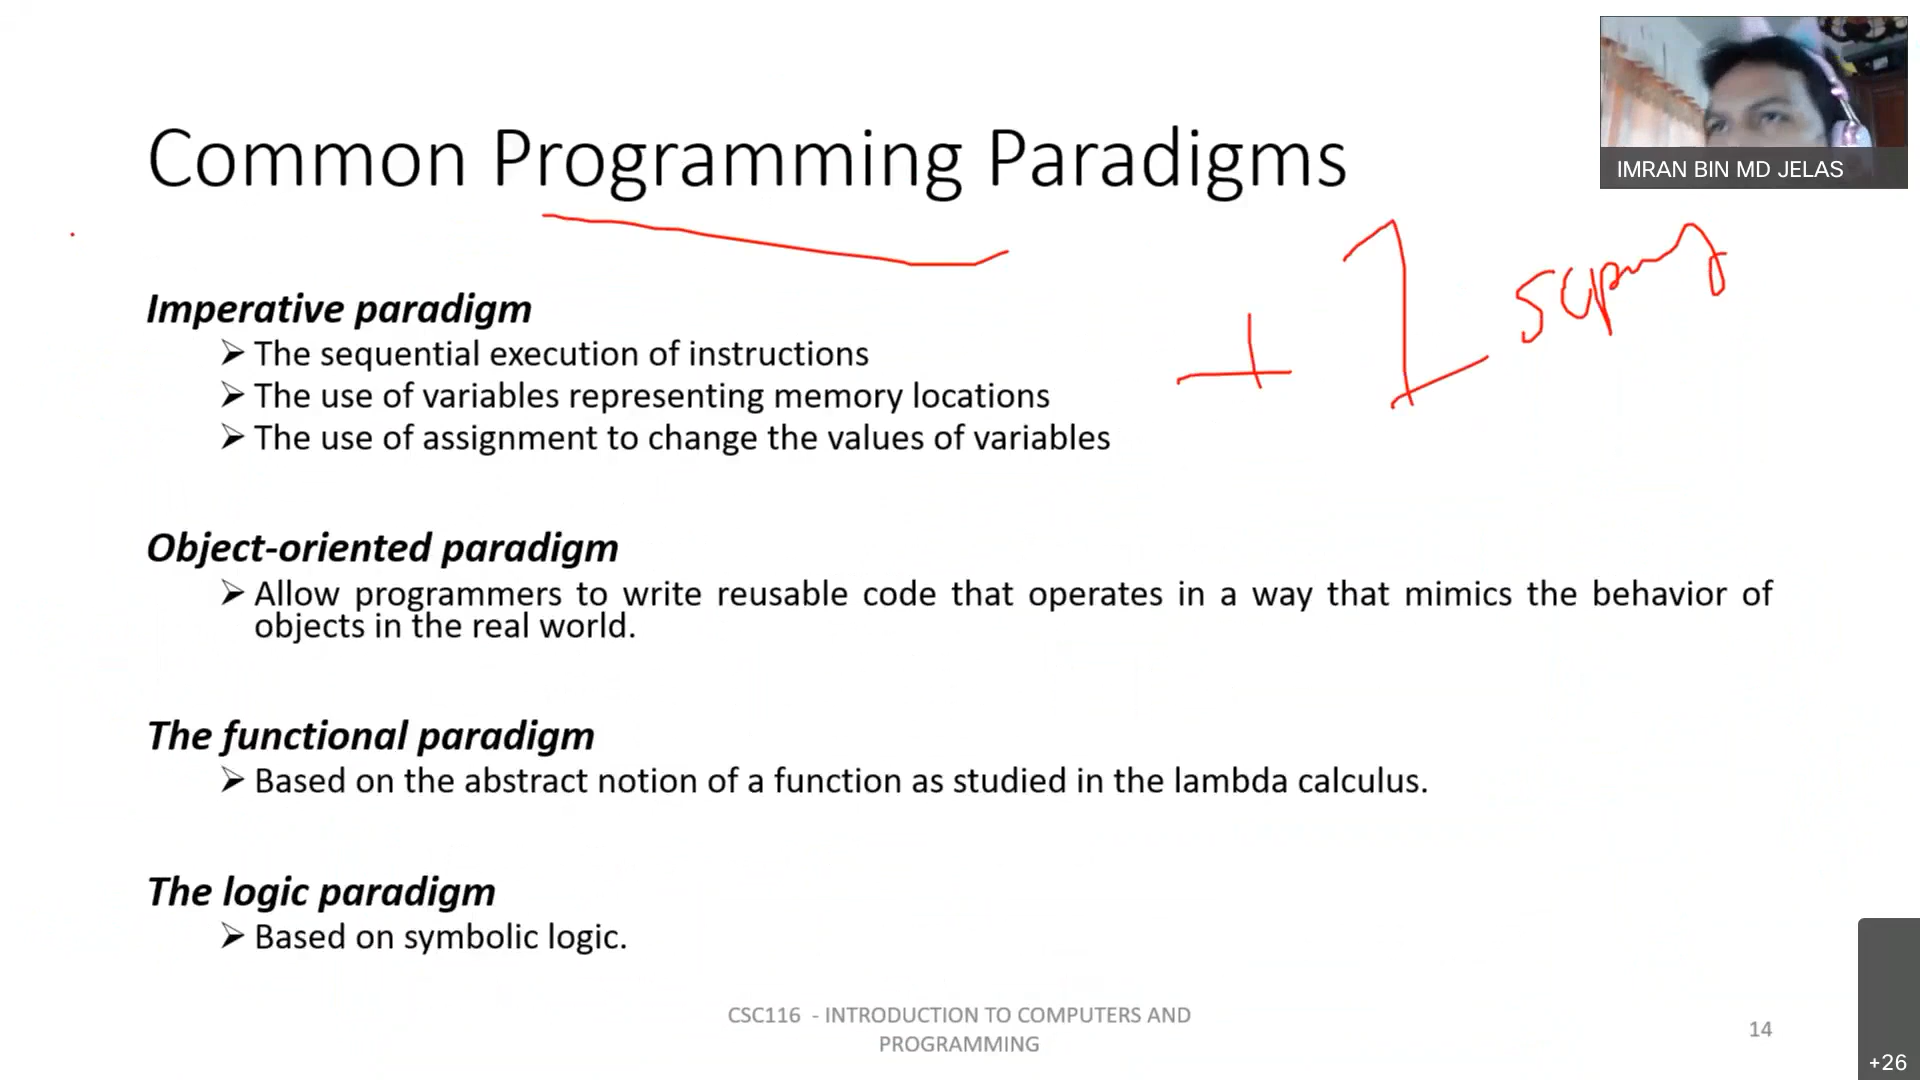 IMRAN BIN MD JELAS
Common Programming Paradigms
Imperative paradigm
➢ The sequential execution of instructions
➢ The use of variables representing memory locations
➢ The use of assignment to change the values of variables
Object-oriented paradigm
➢ Allow programmers to write reusable code that operates in a way that mimics the behavior of
objects in the real world.
The functional paradigm
➢ Based on the abstract notion of a function as studied in the lambda calculus.
The logic paradigm
➢ Based on symbolic logic.
CSC116 - INTRODUCTION TO COMPUTERS AND
PROGRAMMING
14
+26